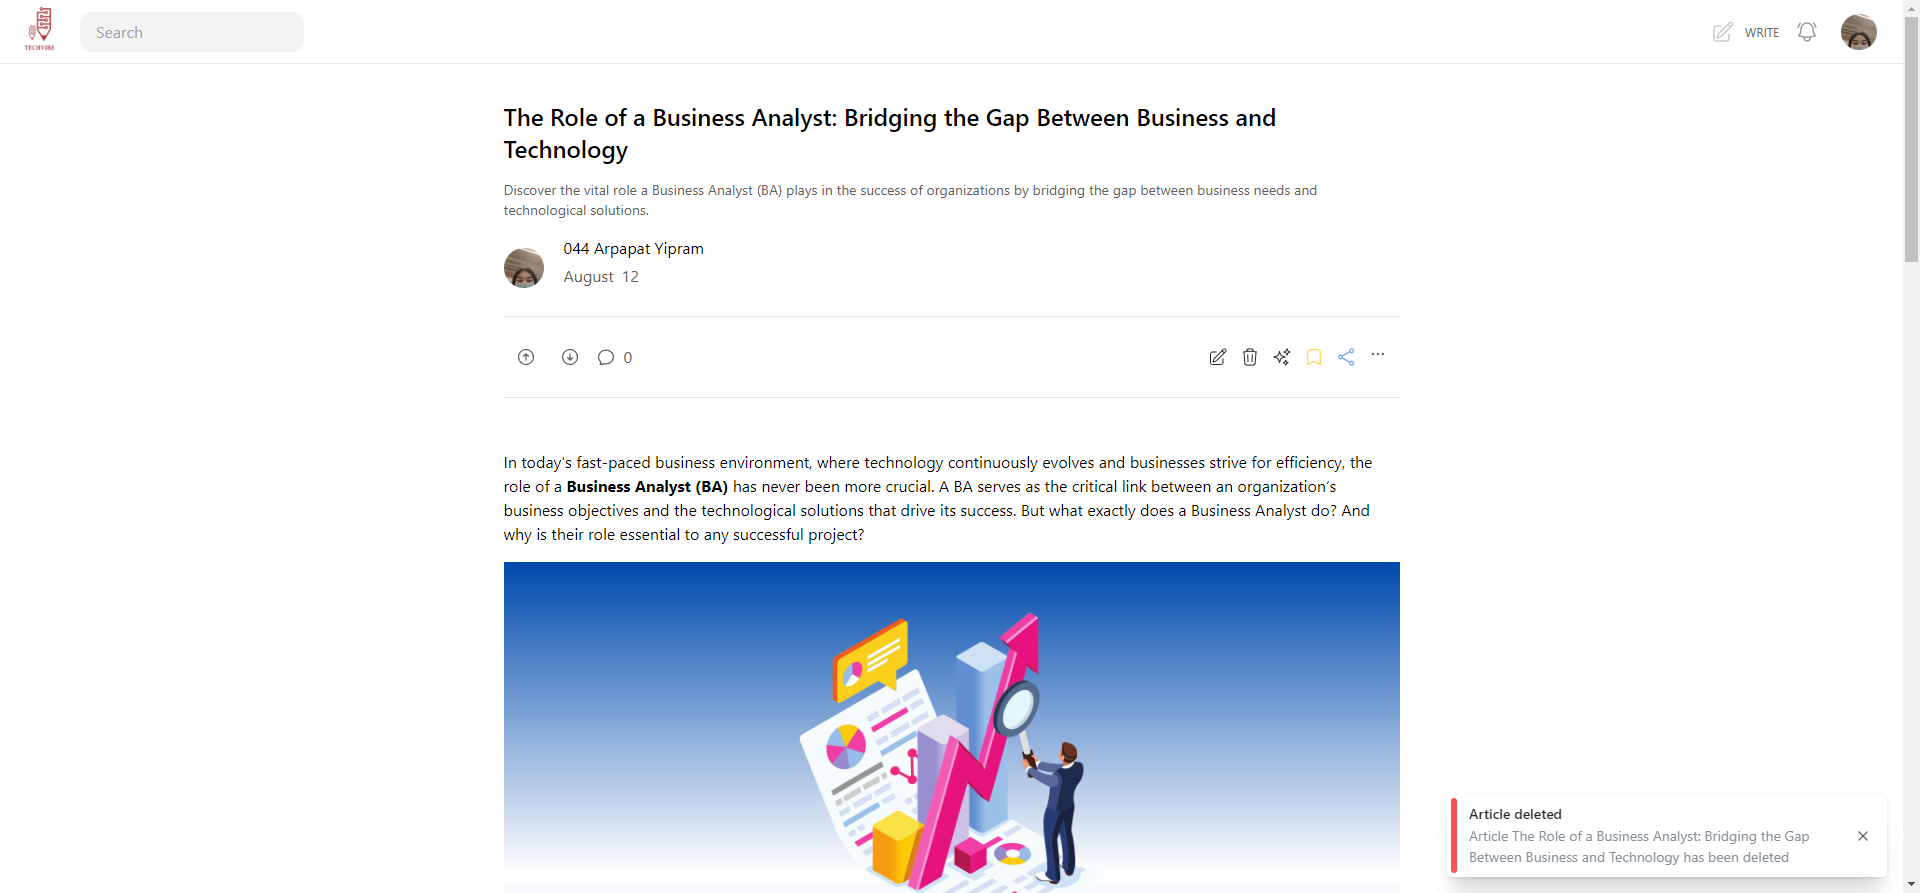 TECHVIBE
Search
WRITE
The Role of a Business Analyst: Bridging the Gap Between Business and
Technology
Discover the vital role a Business Analyst (BA) plays in the success of organizations by bridging the gap between business needs and
technological solutions.
044 Arpapat Yipram
August 12
0
In today's fast-paced business environment, where technology continuously evolves and businesses strive for efficiency, the
role of a Business Analyst (BA) has never been more crucial. A BA serves as the critical link between an organization’s
business objectives and the technological solutions that drive its success. But what exactly does a Business Analyst do? And
why is their role essential to any successful project?
Article deleted
Article The Role of a Business Analyst: Bridging the Gap
Between Business and Technology has been deleted